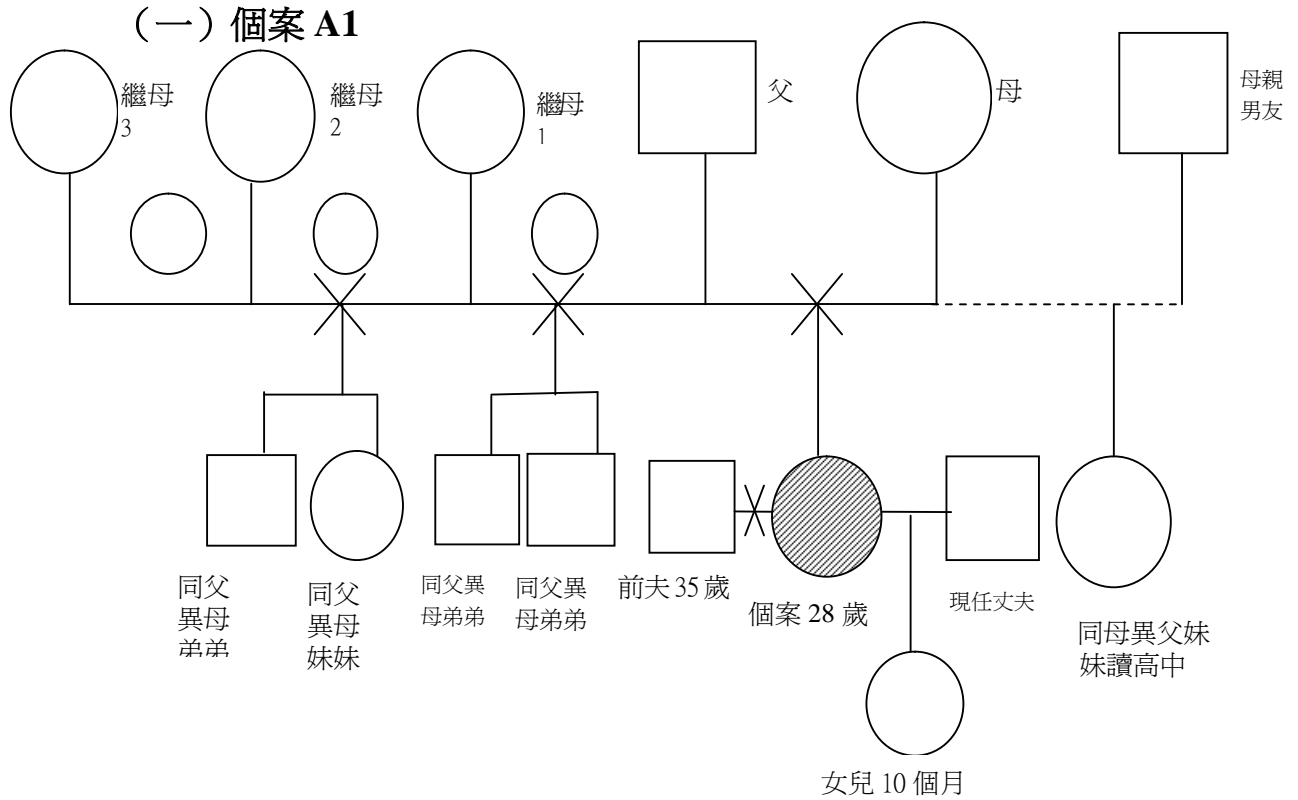 （一）個案 A1
繼母
3
繼母
2
繼母
1
父
母
母親
男友
同父
異母
弟弟
同父
異母
妹妹
同父異
母弟弟
同父異
母弟弟
前夫 35 歲
個案 28 歲
現任丈夫
同母異父妹
妹讀高中
女兒 10 個月